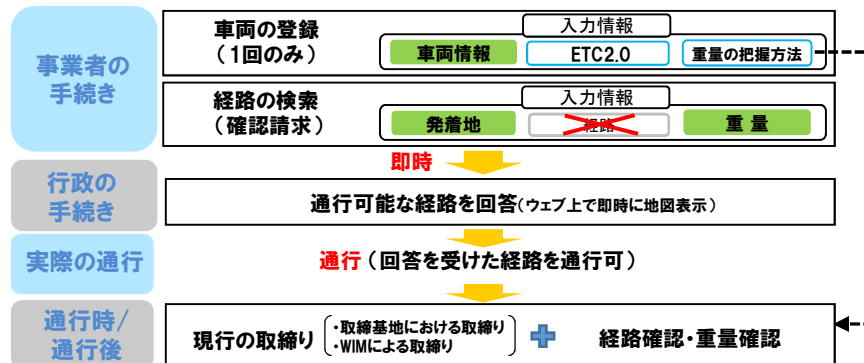 事業者の
手続き
車両の登録
（1回のみ）
入力情報
車両情報
ETC2.0
重量の把握方法
経路の検索
（確認請求）
入力情報
発着地
経路
重量
即時
行政の
手続き
通行可能な経路を回答（ウェブ上で即時に地図表示）
実際の通行
通行（回答を受けた経路を通行可）
通行時/
通行後
現行の取締り
・取締基地における取締り
・WIMによる取締り
経路確認・重量確認